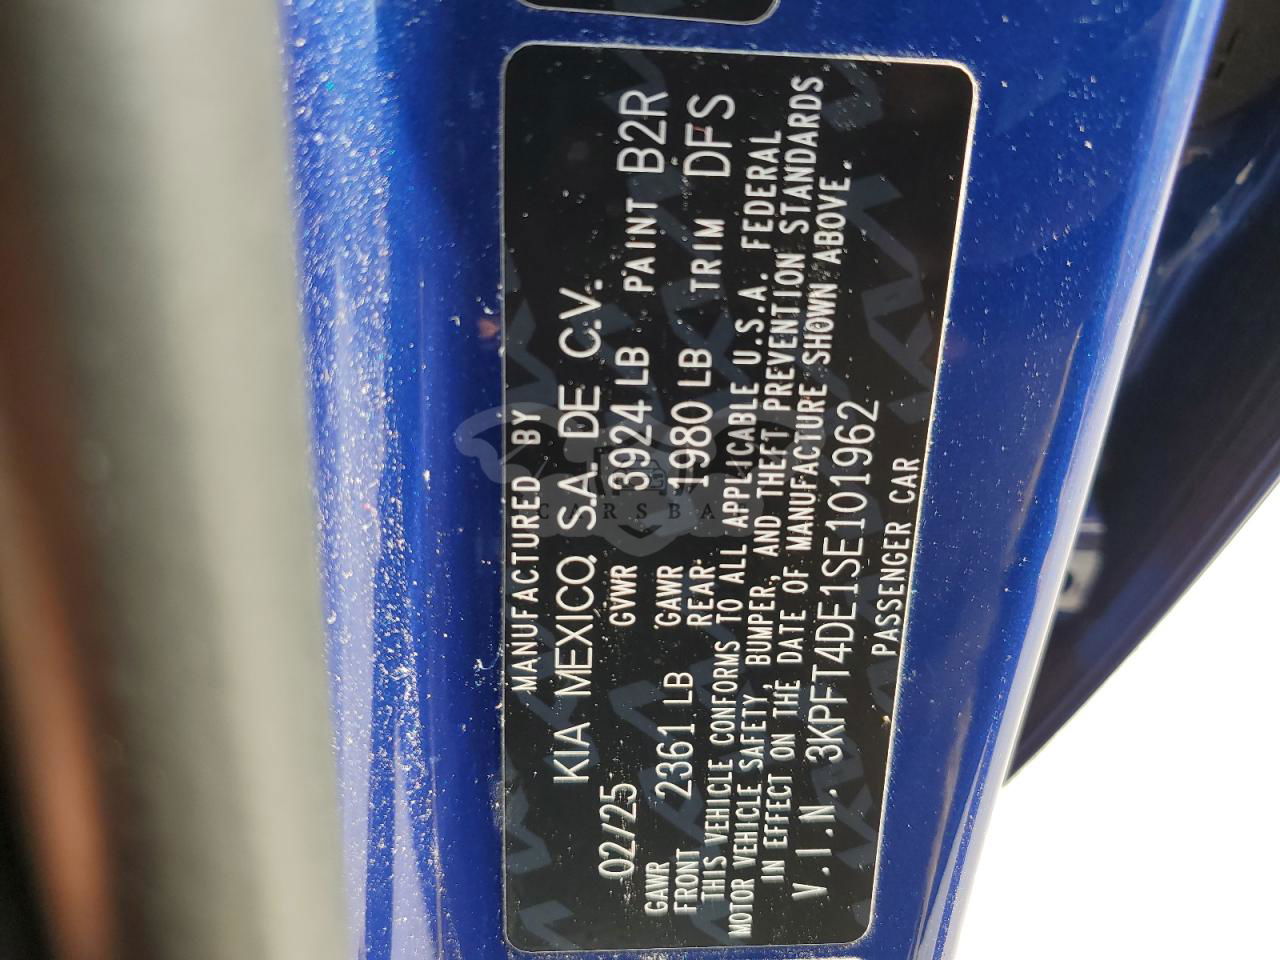 MANUFACTURED BY
KIA MEXICO, S.A. DE C.V.
02/25 GVWR 3924 LB PAINT B2R
GAWR FRONT 2361 LB GAWR REAR 1980 LB TRIM DFS
THIS VEHICLE CONFORMS TO ALL APPLICABLE U.S.A. FEDERAL
MOTOR VEHICLE SAFETY, BUMPER, AND THEFT PREVENTION STANDARDS
IN EFFECT ON THE DATE OF MANUFACTURE SHOWN ABOVE.
V.I.N. 3KPFT4DE1SE101962
PASSENGER CAR